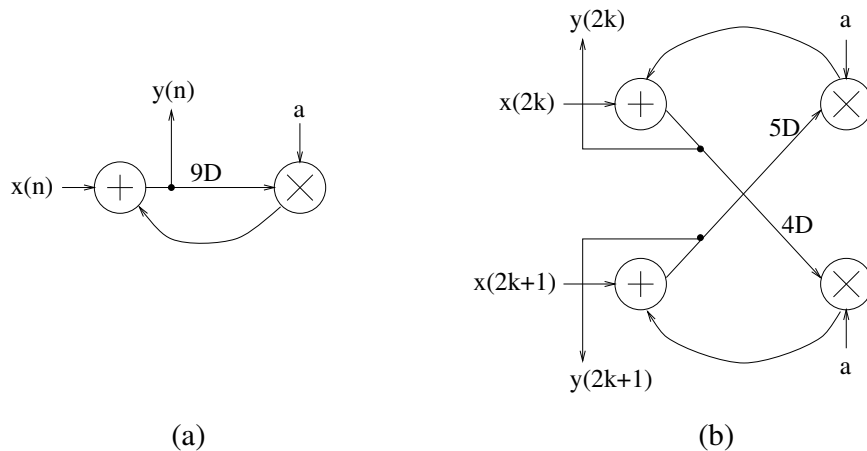 y(n)
a
x(n)
9D
(a)
y(2k)
a
x(2k)
5D
4D
x(2k+1)
a
y(2k+1)
(b)